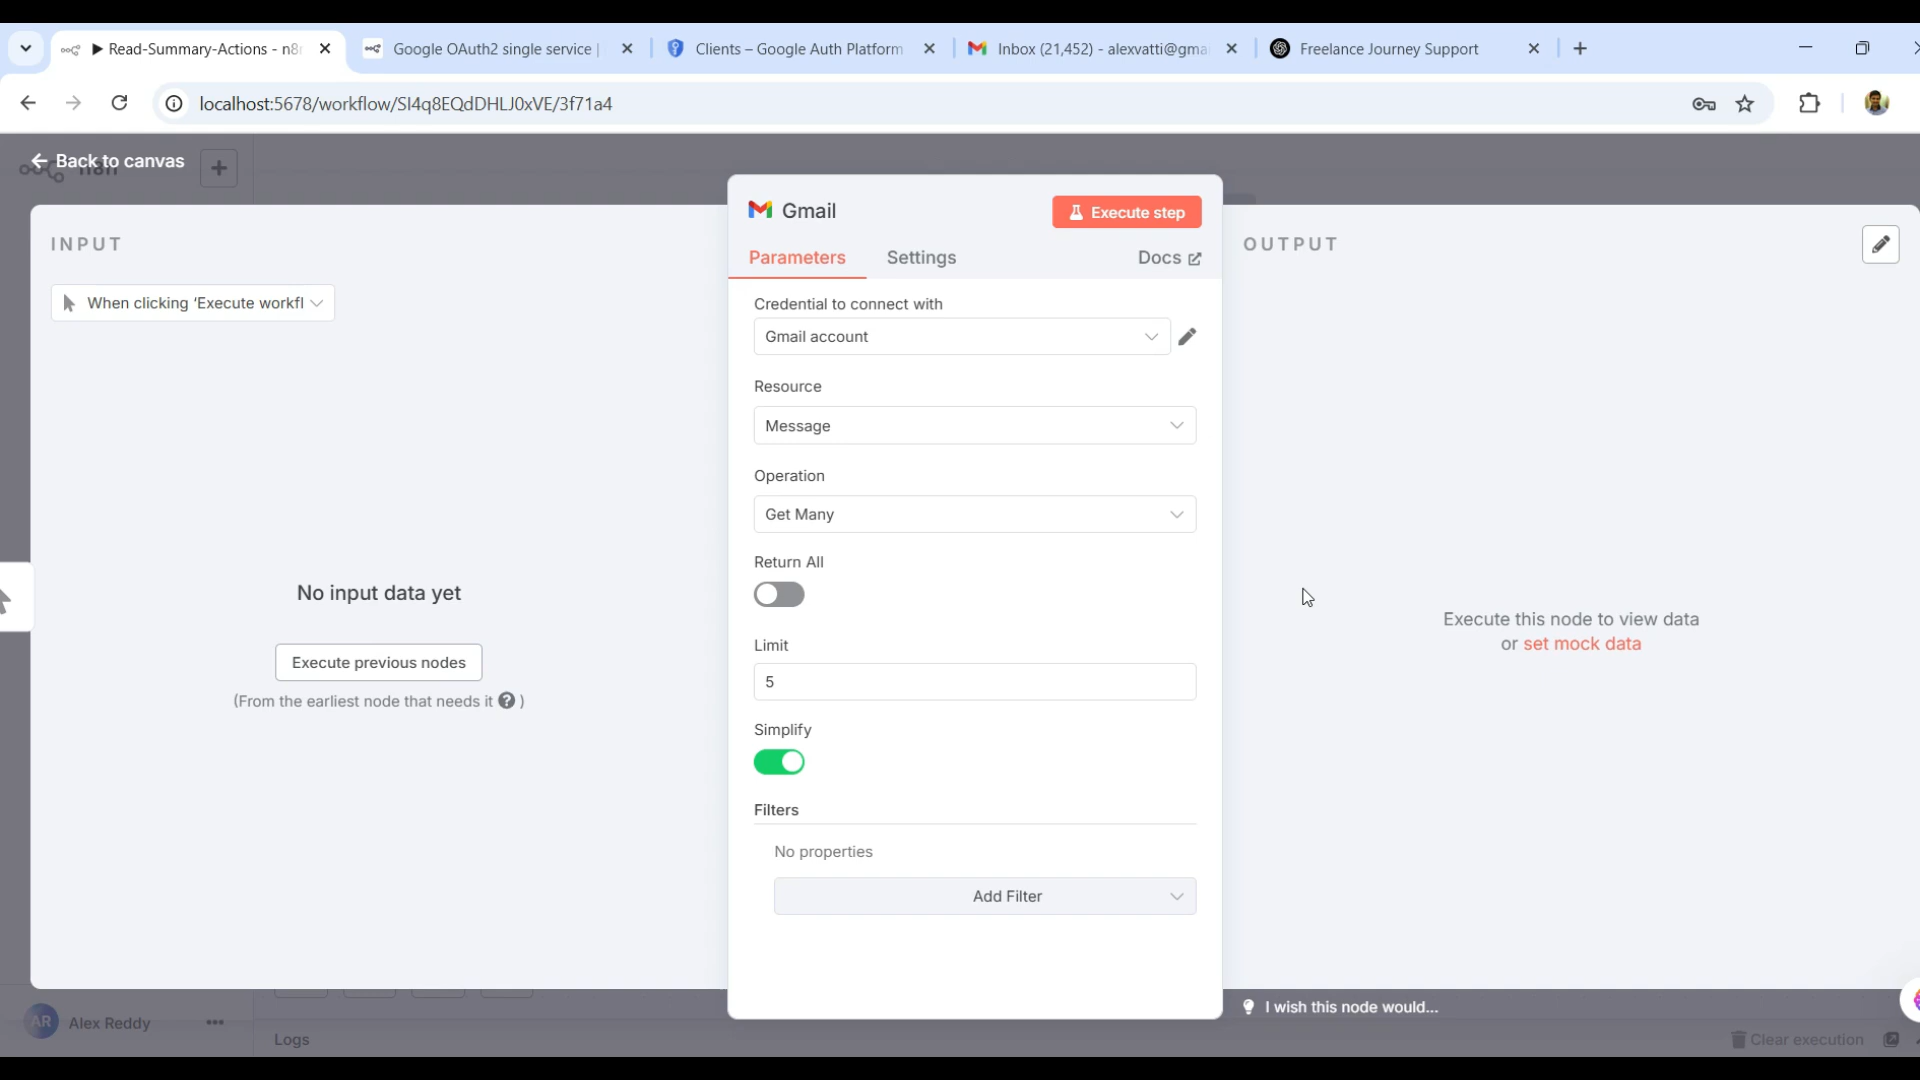 Read-Summary-Actions - n8
Google OAuth2 single service |
Clients – Google Auth Platform
Inbox (21,452) - alexvatti@gma
Freelance Journey Support
localhost:5678/workflow/SI4q8EQdDHLJ0xVE/3f71a4
Back to canvas
n8n
INPUT
When clicking ‘Execute workfl
No input data yet
Execute previous nodes
(From the earliest node that needs it ? )
Gmail
Execute step
Parameters
Settings
Docs
Credential to connect with
Gmail account
Resource
Message
Operation
Get Many
Return All
Limit
5
Simplify
Filters
No properties
Add Filter
OUTPUT
Execute this node to view data
or set mock data
I wish this node would...
AR
Alex Reddy
Logs
Clear execution